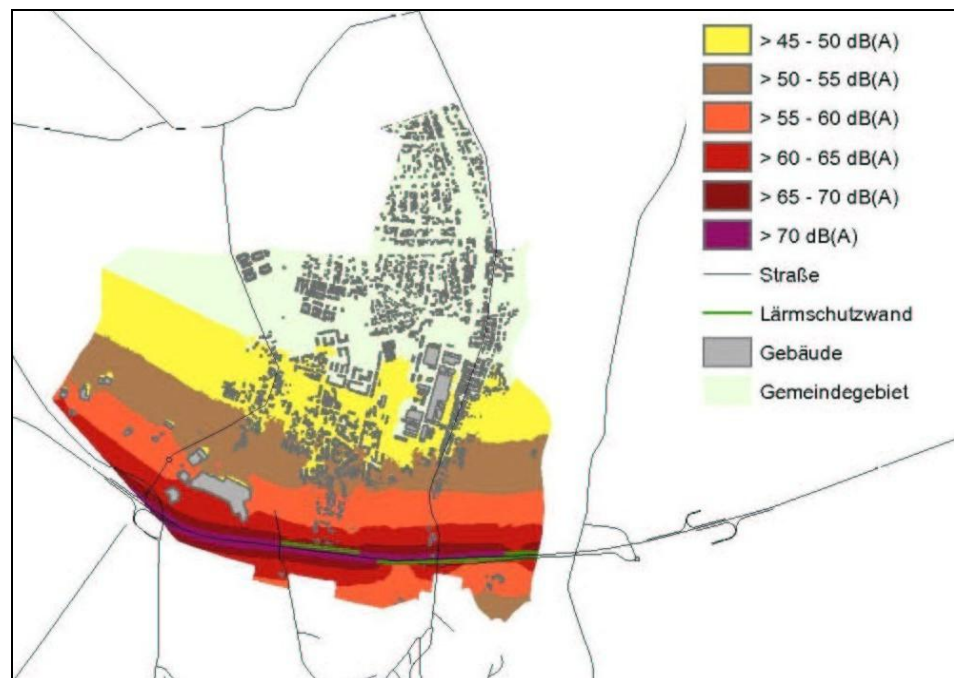 > 45 - 50 dB(A)
> 50 - 55 dB(A)
> 55 - 60 dB(A)
> 60 - 65 dB(A)
> 65 - 70 dB(A)
> 70 dB(A)
Straße
Lärmschutzwand
Gebäude
Gemeindegebiet